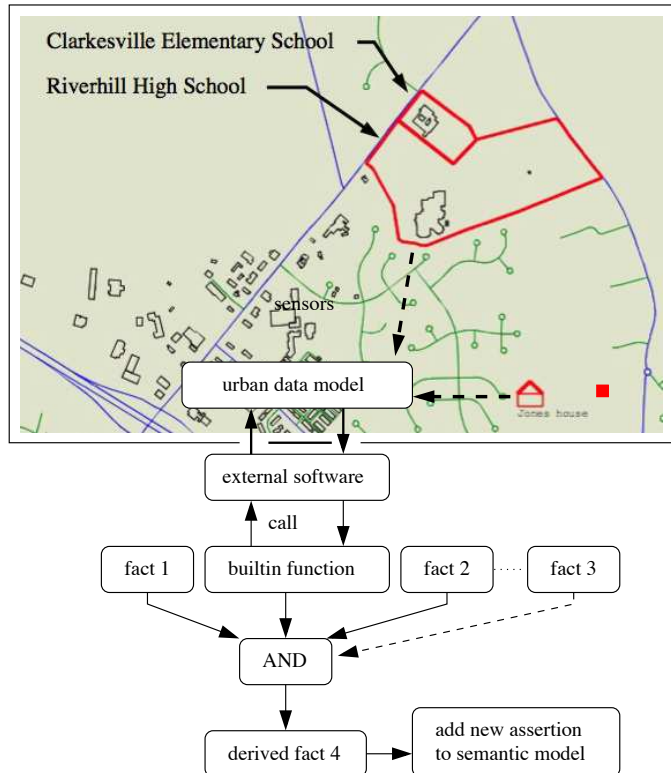 Clarkesville Elementary School
Riverhill High School
sensors
urban data model
Jones house
external software
call
fact 1
builtin function
fact 2
fact 3
AND
derived fact 4
add new assertion
to semantic model